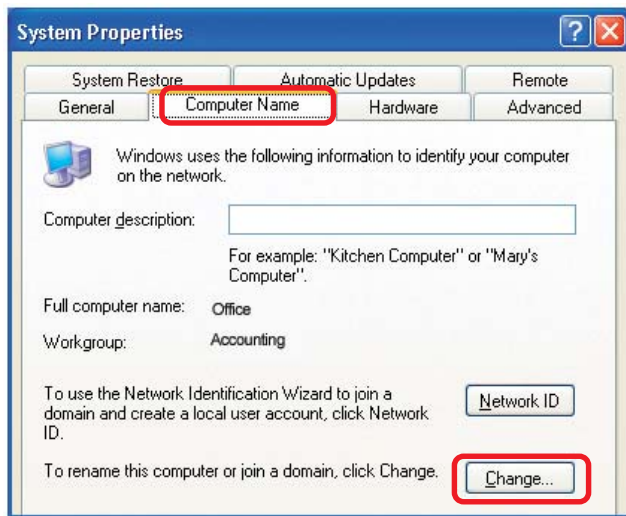 System Properties
System Restore Automatic Updates Remote
General Computer Name Hardware Advanced
Windows uses the following information to identify your computer
on the network.
Computer description:
For example: "Kitchen Computer" or "Mary's
Computer".
Full computer name: Office
Workgroup: Accounting
To use the Network Identification Wizard to join a
domain and create a local user account, click Network
ID.
Network ID
To rename this computer or join a domain, click Change.
Change...